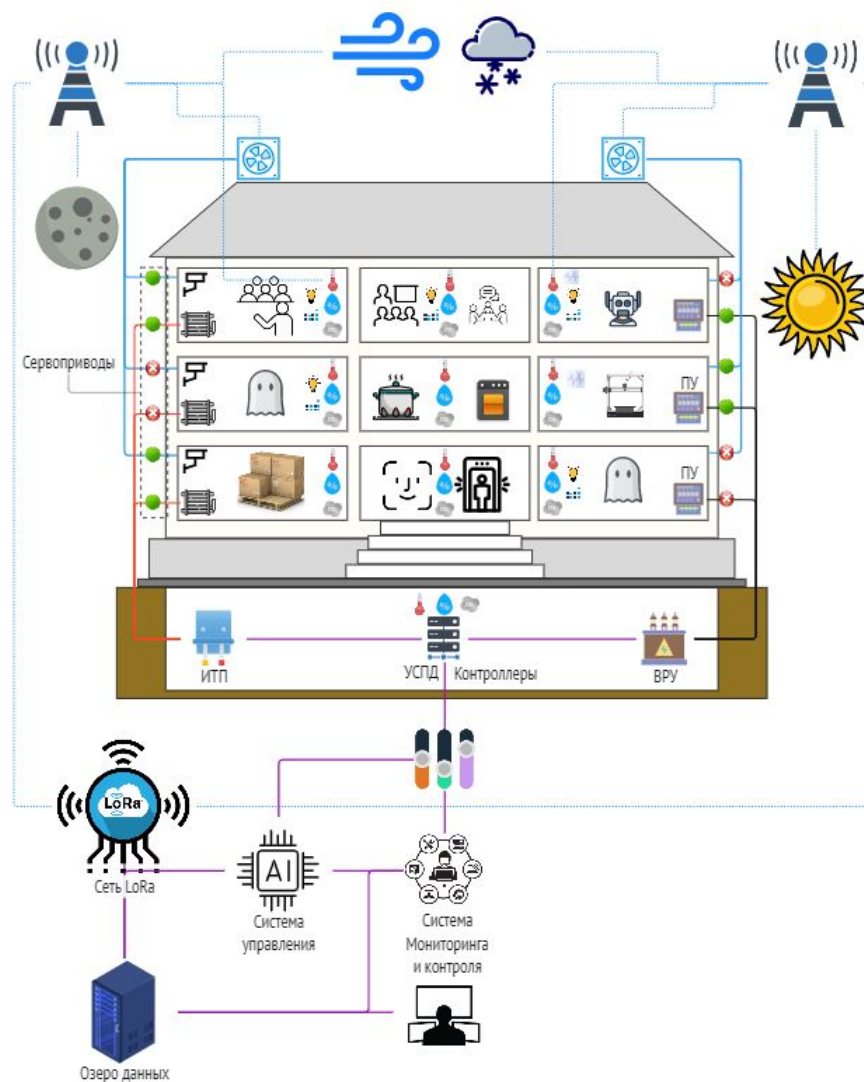 Сервоприводы
ПУ
ПУ
ИТП
УСПД
Контроллеры
ВРУ
LoRa
Сеть LoRa
AI
Система
управления
Система
Мониторинга
и контроля
Озеро данных